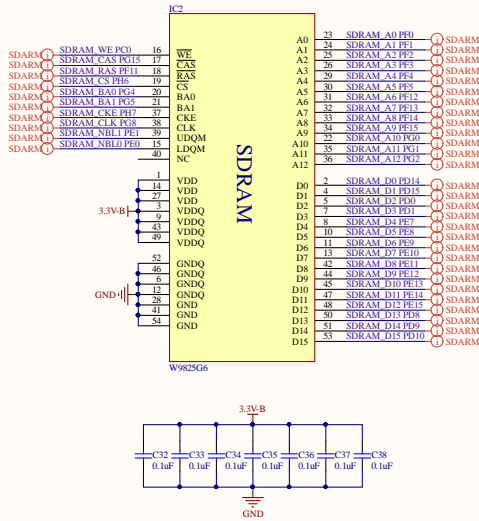 IC2
SDARM i SDRAM_WE PC0 16 WE
SDARM i SDRAM_CAS PG15 17 CAS
SDARM i SDRAM_RAS PF11 18 RAS
SDARM i SDRAM_CS PH6 19 CS
SDARM i SDRAM_BA0 PG4 20 BA0
SDARM i SDRAM_BA1 PG5 21 BA1
SDARM i SDRAM_CKE PH7 37 CKE
SDARM i SDRAM_CLK PG8 38 CLK
SDARM i SDRAM_NBL1 PE1 39 UDQM
SDARM i SDRAM_NBL0 PE0 15 LDQM
40 NC
1 VDD
14 VDD
27 VDD
3.3V-B 3 VDDQ
9 VDDQ
43 VDDQ
49 VDDQ
52 GNDQ
46 GNDQ
6 GNDQ
GND 12 GNDQ
28 GND
41 GND
54 GND
SDRAM
A0 23 SDRAM_A0 PF0 i SDARM
A1 24 SDRAM_A1 PF1 i SDARM
A2 25 SDRAM_A2 PF2 i SDARM
A3 26 SDRAM_A3 PF3 i SDARM
A4 29 SDRAM_A4 PF4 i SDARM
A5 30 SDRAM_A5 PF5 i SDARM
A6 31 SDRAM_A6 PF12 i SDARM
A7 32 SDRAM_A7 PF13 i SDARM
A8 33 SDRAM_A8 PF14 i SDARM
A9 34 SDRAM_A9 PF15 i SDARM
A10 22 SDRAM_A10 PG0 i SDARM
A11 35 SDRAM_A11 PG1 i SDARM
A12 36 SDRAM_A12 PG2 i SDARM
D0 2 SDRAM_D0 PD14 i SDARM
D1 4 SDRAM_D1 PD15 i SDARM
D2 5 SDRAM_D2 PD0 i SDARM
D3 7 SDRAM_D3 PD1 i SDARM
D4 8 SDRAM_D4 PE7 i SDARM
D5 10 SDRAM_D5 PE8 i SDARM
D6 11 SDRAM_D6 PE9 i SDARM
D7 13 SDRAM_D7 PE10 i SDARM
D8 42 SDRAM_D8 PE11 i SDARM
D9 44 SDRAM_D9 PE12 i SDARM
D10 45 SDRAM_D10 PE13 i SDARM
D11 47 SDRAM_D11 PE14 i SDARM
D12 48 SDRAM_D12 PE15 i SDARM
D13 50 SDRAM_D13 PD8 i SDARM
D14 51 SDRAM_D14 PD9 i SDARM
D15 53 SDRAM_D15 PD10 i SDARM
W9825G6
3.3V-B
C32 C33 C34 C35 C36 C37 C38
0.1uF 0.1uF 0.1uF 0.1uF 0.1uF 0.1uF 0.1uF
GND